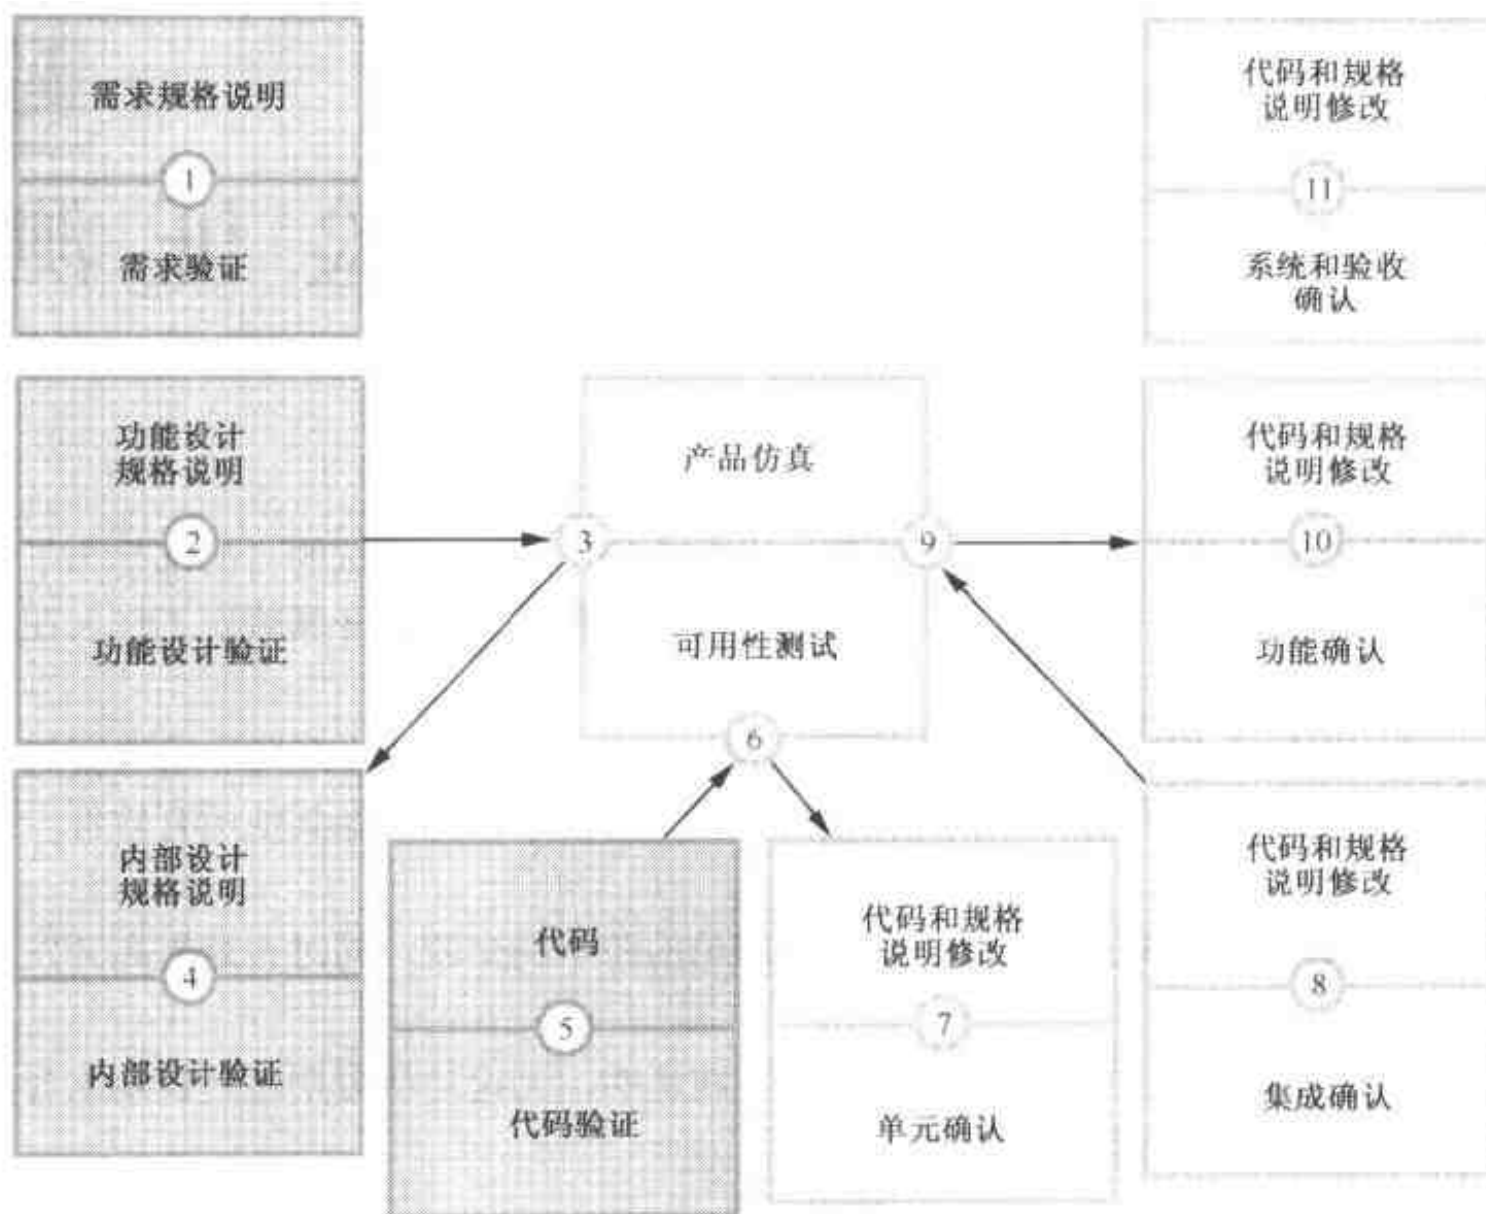 需求规格说明
1
需求验证
代码和规格
说明修改
11
系统和验收
确认
功能设计
规格说明
2
功能设计验证
产品仿真
3
9
可用性测试
6
代码和规格
说明修改
10
功能确认
内部设计
规格说明
4
内部设计验证
代码
5
代码验证
代码和规格
说明修改
7
单元确认
代码和规格
说明修改
8
集成确认